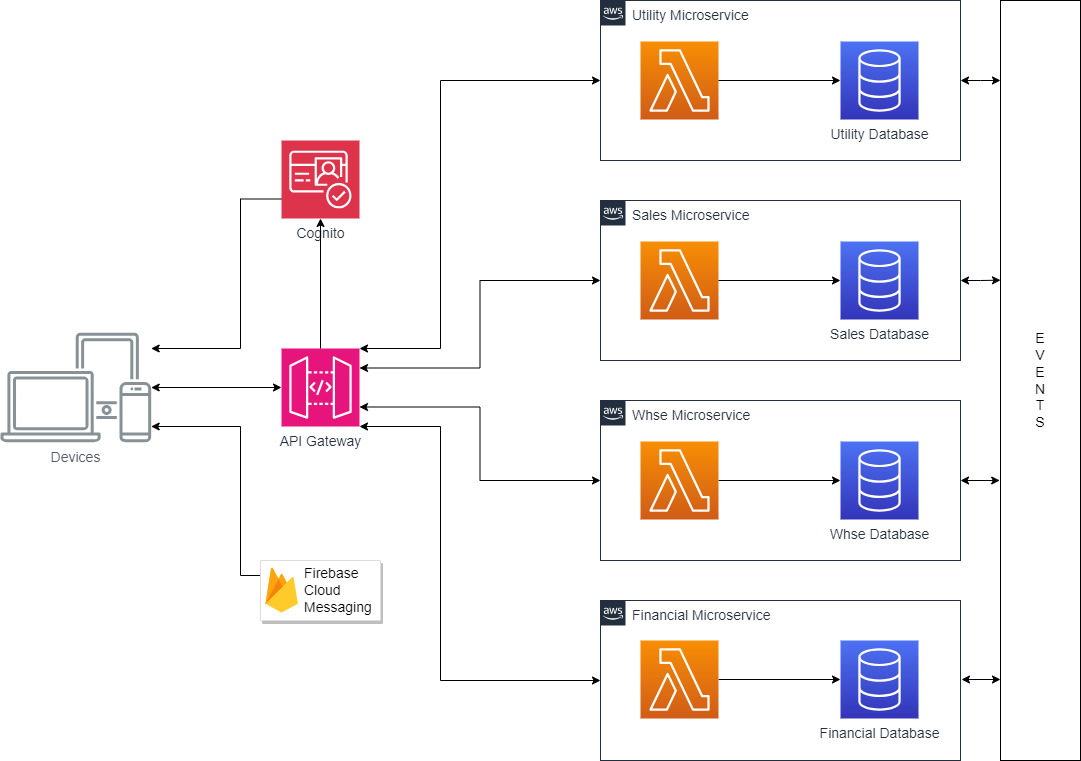 aws
Utility Microservice
Utility Database
Cognito
aws
Sales Microservice
Sales Database
Devices
</>
API Gateway
aws
Whse Microservice
Whse Database
Firebase
Cloud
Messaging
aws
Financial Microservice
Financial Database
E
V
E
N
T
S